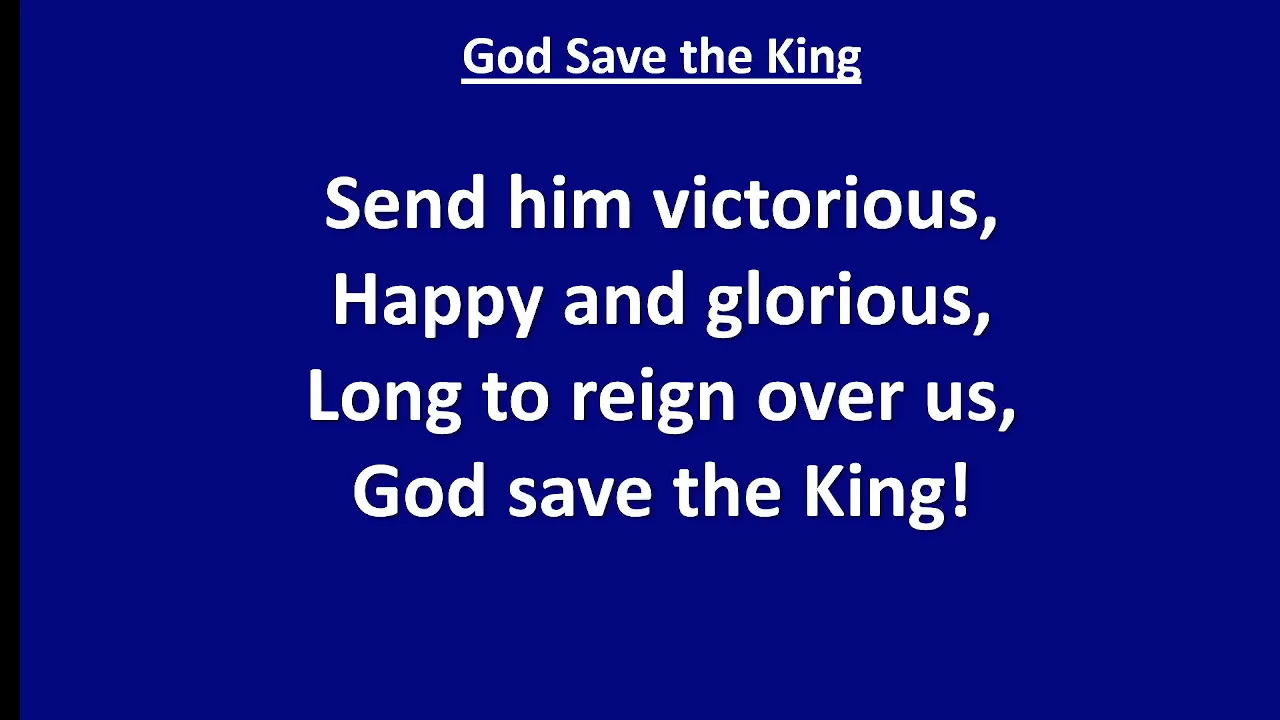 God Save the King
Send him victorious,
Happy and glorious,
Long to reign over us,
God save the King!